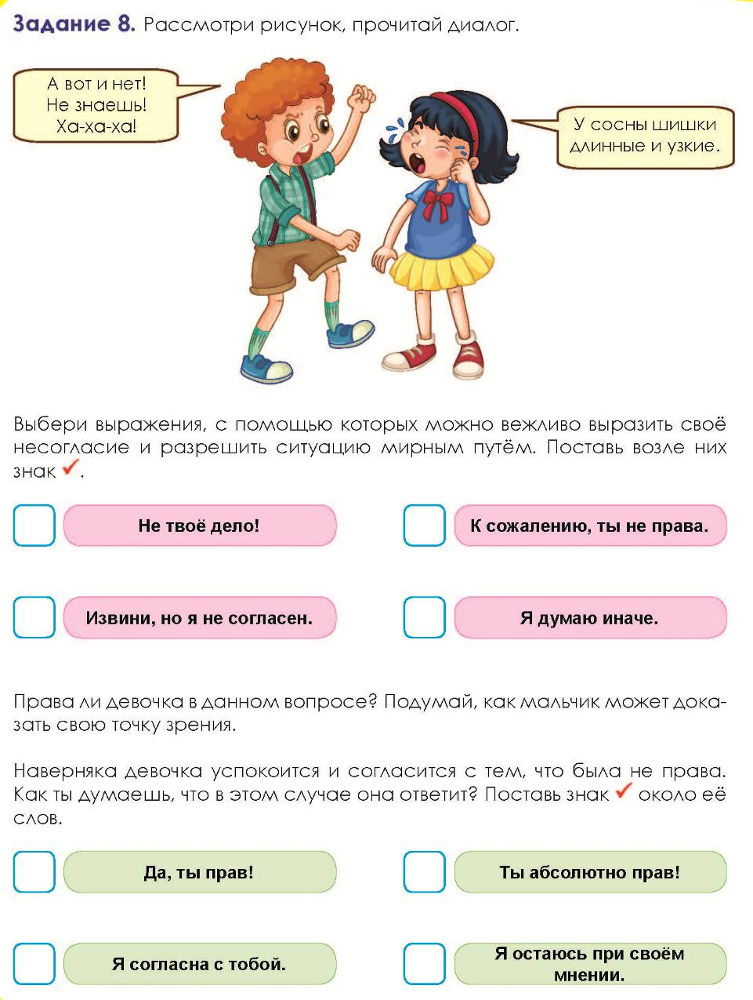 Задание 8. Рассмотри рисунок, прочитай диалог.
А вот и нет!
Не знаешь!
Ха-ха-ха!
У сосны шишки
длинные и узкие.
Выбери выражения, с помощью которых можно вежливо выразить своё
несогласие и разрешить ситуацию мирным путём. Поставь возле них
знак ✓.
Не твоё дело!
К сожалению, ты не права.
Извини, но я не согласен.
Я думаю иначе.
Права ли девочка в данном вопросе? Подумай, как мальчик может дока-
зать свою точку зрения.
Наверняка девочка успокоится и согласится с тем, что была не права.
Как ты думаешь, что в этом случае она ответит? Поставь знак ✓ около её
слов.
Да, ты прав!
Ты абсолютно прав!
Я согласна с тобой.
Я остаюсь при своём
мнении.